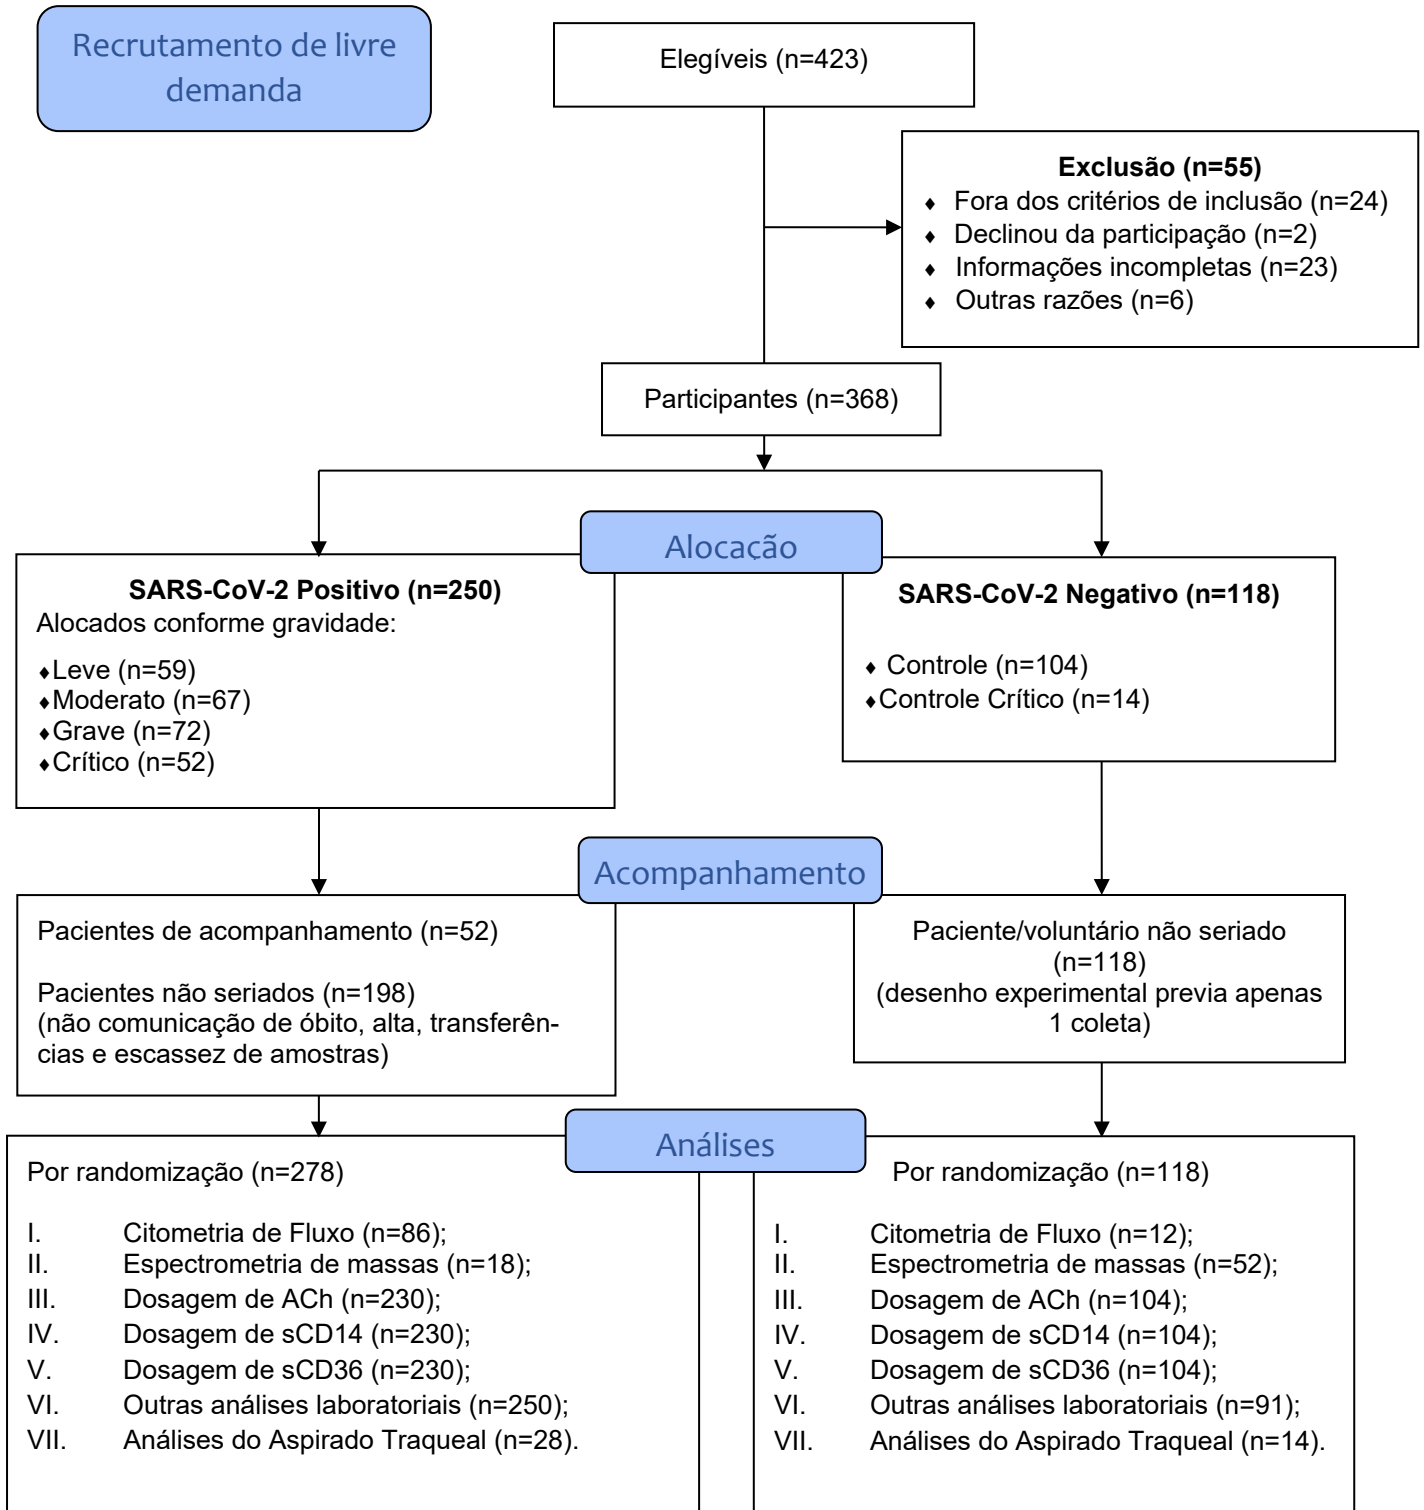 Recrutamento de livre
demanda
Elegíveis (n=423)
Exclusão (n=55)
♦ Fora dos critérios de inclusão (n=24)
♦ Declinou da participação (n=2)
♦ Informações incompletas (n=23)
♦ Outras razões (n=6)
Participantes (n=368)
Alocação
SARS-CoV-2 Positivo (n=250)
Alocados conforme gravidade:
♦Leve (n=59)
♦Moderato (n=67)
♦Grave (n=72)
♦Crítico (n=52)
SARS-CoV-2 Negativo (n=118)
♦ Controle (n=104)
♦Controle Crítico (n=14)
Acompanhamento
Pacientes de acompanhamento (n=52)
Pacientes não seriados (n=198)
(não comunicação de óbito, alta, transferên-
cias e escassez de amostras)
Paciente/voluntário não seriado
(n=118)
(desenho experimental previa apenas
1 coleta)
Análises
Por randomização (n=278)
I. Citometria de Fluxo (n=86);
II. Espectrometria de massas (n=18);
III. Dosagem de ACh (n=230);
IV. Dosagem de sCD14 (n=230);
V. Dosagem de sCD36 (n=230);
VI. Outras análises laboratoriais (n=250);
VII. Análises do Aspirado Traqueal (n=28).
Por randomização (n=118)
I. Citometria de Fluxo (n=12);
II. Espectrometria de massas (n=52);
III. Dosagem de ACh (n=104);
IV. Dosagem de sCD14 (n=104);
V. Dosagem de sCD36 (n=104);
VI. Outras análises laboratoriais (n=91);
VII. Análises do Aspirado Traqueal (n=14).